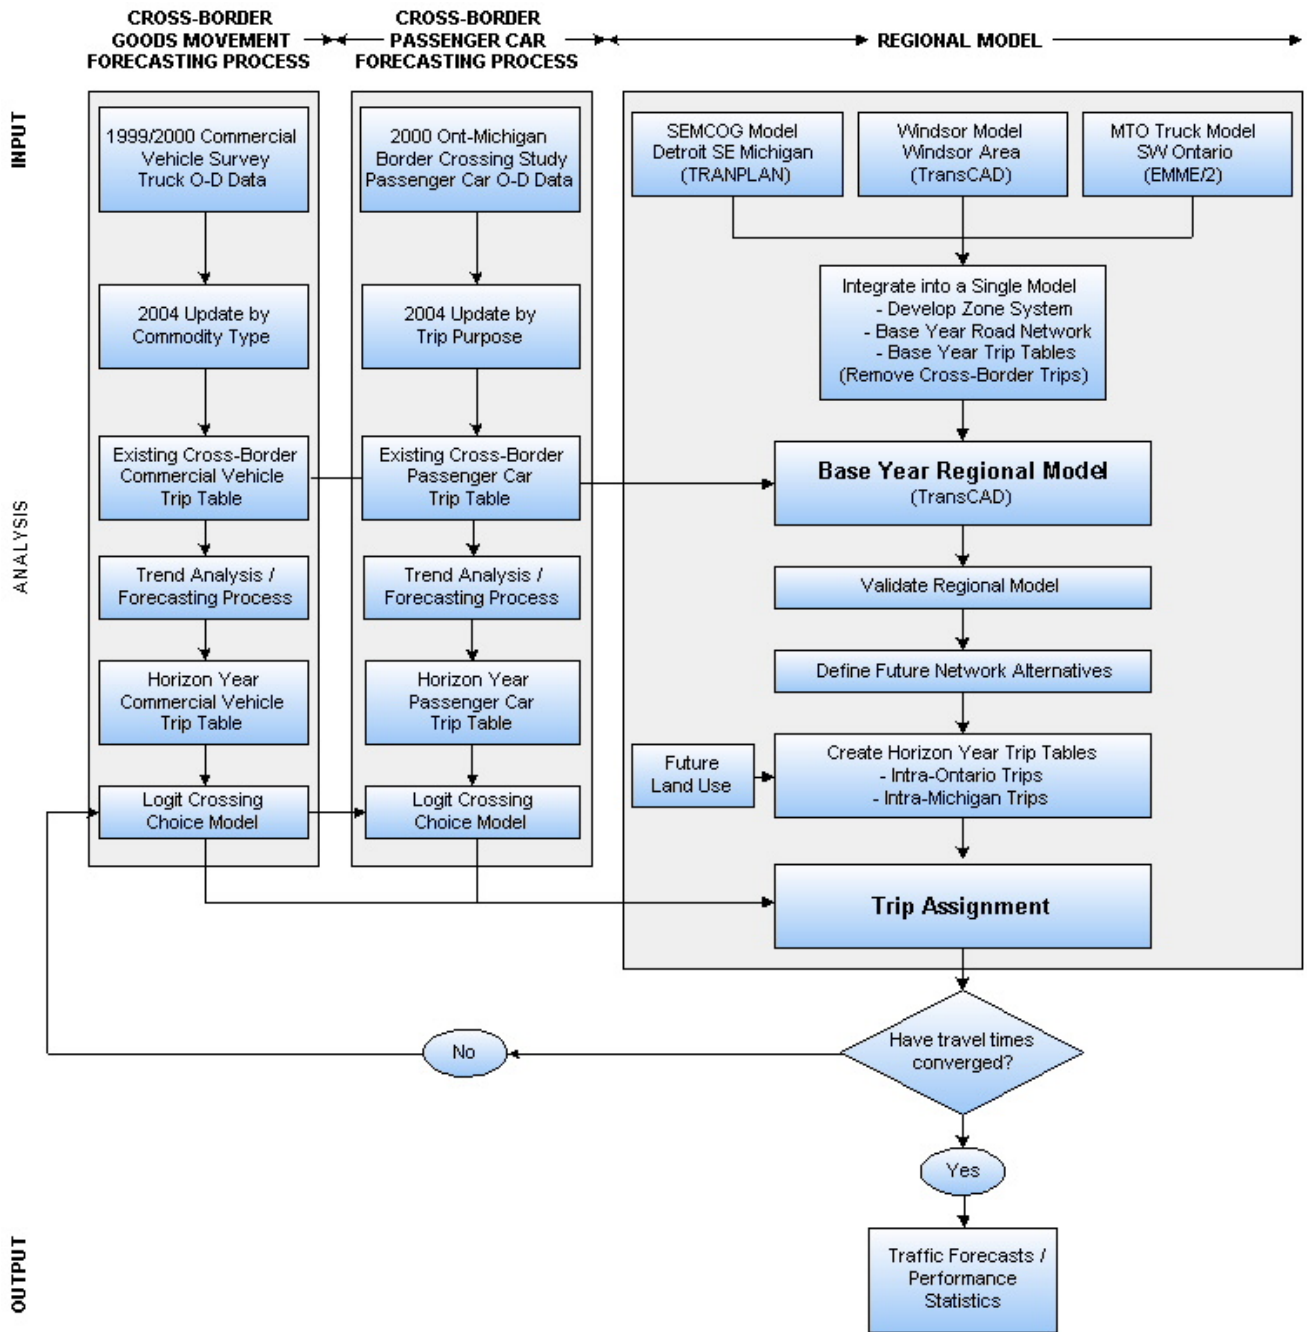 CROSS-BORDER
GOODS MOVEMENT
FORECASTING PROCESS
CROSS-BORDER
PASSENGER CAR
FORECASTING PROCESS
REGIONAL MODEL
INPUT
1999/2000 Commercial
Vehicle Survey
Truck O-D Data
2000 Ont-Michigan
Border Crossing Study
Passenger Car O-D Data
SEMCOG Model
Detroit SE Michigan
(TRANPLAN)
Windsor Model
Windsor Area
(TransCAD)
MTO Truck Model
SW Ontario
(EMME/2)
2004 Update by
Commodity Type
2004 Update by
Trip Purpose
Integrate into a Single Model
- Develop Zone System
- Base Year Road Network
- Base Year Trip Tables
(Remove Cross-Border Trips)
ANALYSIS
Existing Cross-Border
Commercial Vehicle
Trip Table
Existing Cross-Border
Passenger Car
Trip Table
Base Year Regional Model
(TransCAD)
Trend Analysis /
Forecasting Process
Trend Analysis /
Forecasting Process
Validate Regional Model
Horizon Year
Commercial Vehicle
Trip Table
Horizon Year
Passenger Car
Trip Table
Define Future Network Alternatives
Future
Land Use
Create Horizon Year Trip Tables
- Intra-Ontario Trips
- Intra-Michigan Trips
Logit Crossing
Choice Model
Logit Crossing
Choice Model
Trip Assignment
Have travel times
converged?
No
Yes
OUTPUT
Traffic Forecasts /
Performance
Statistics